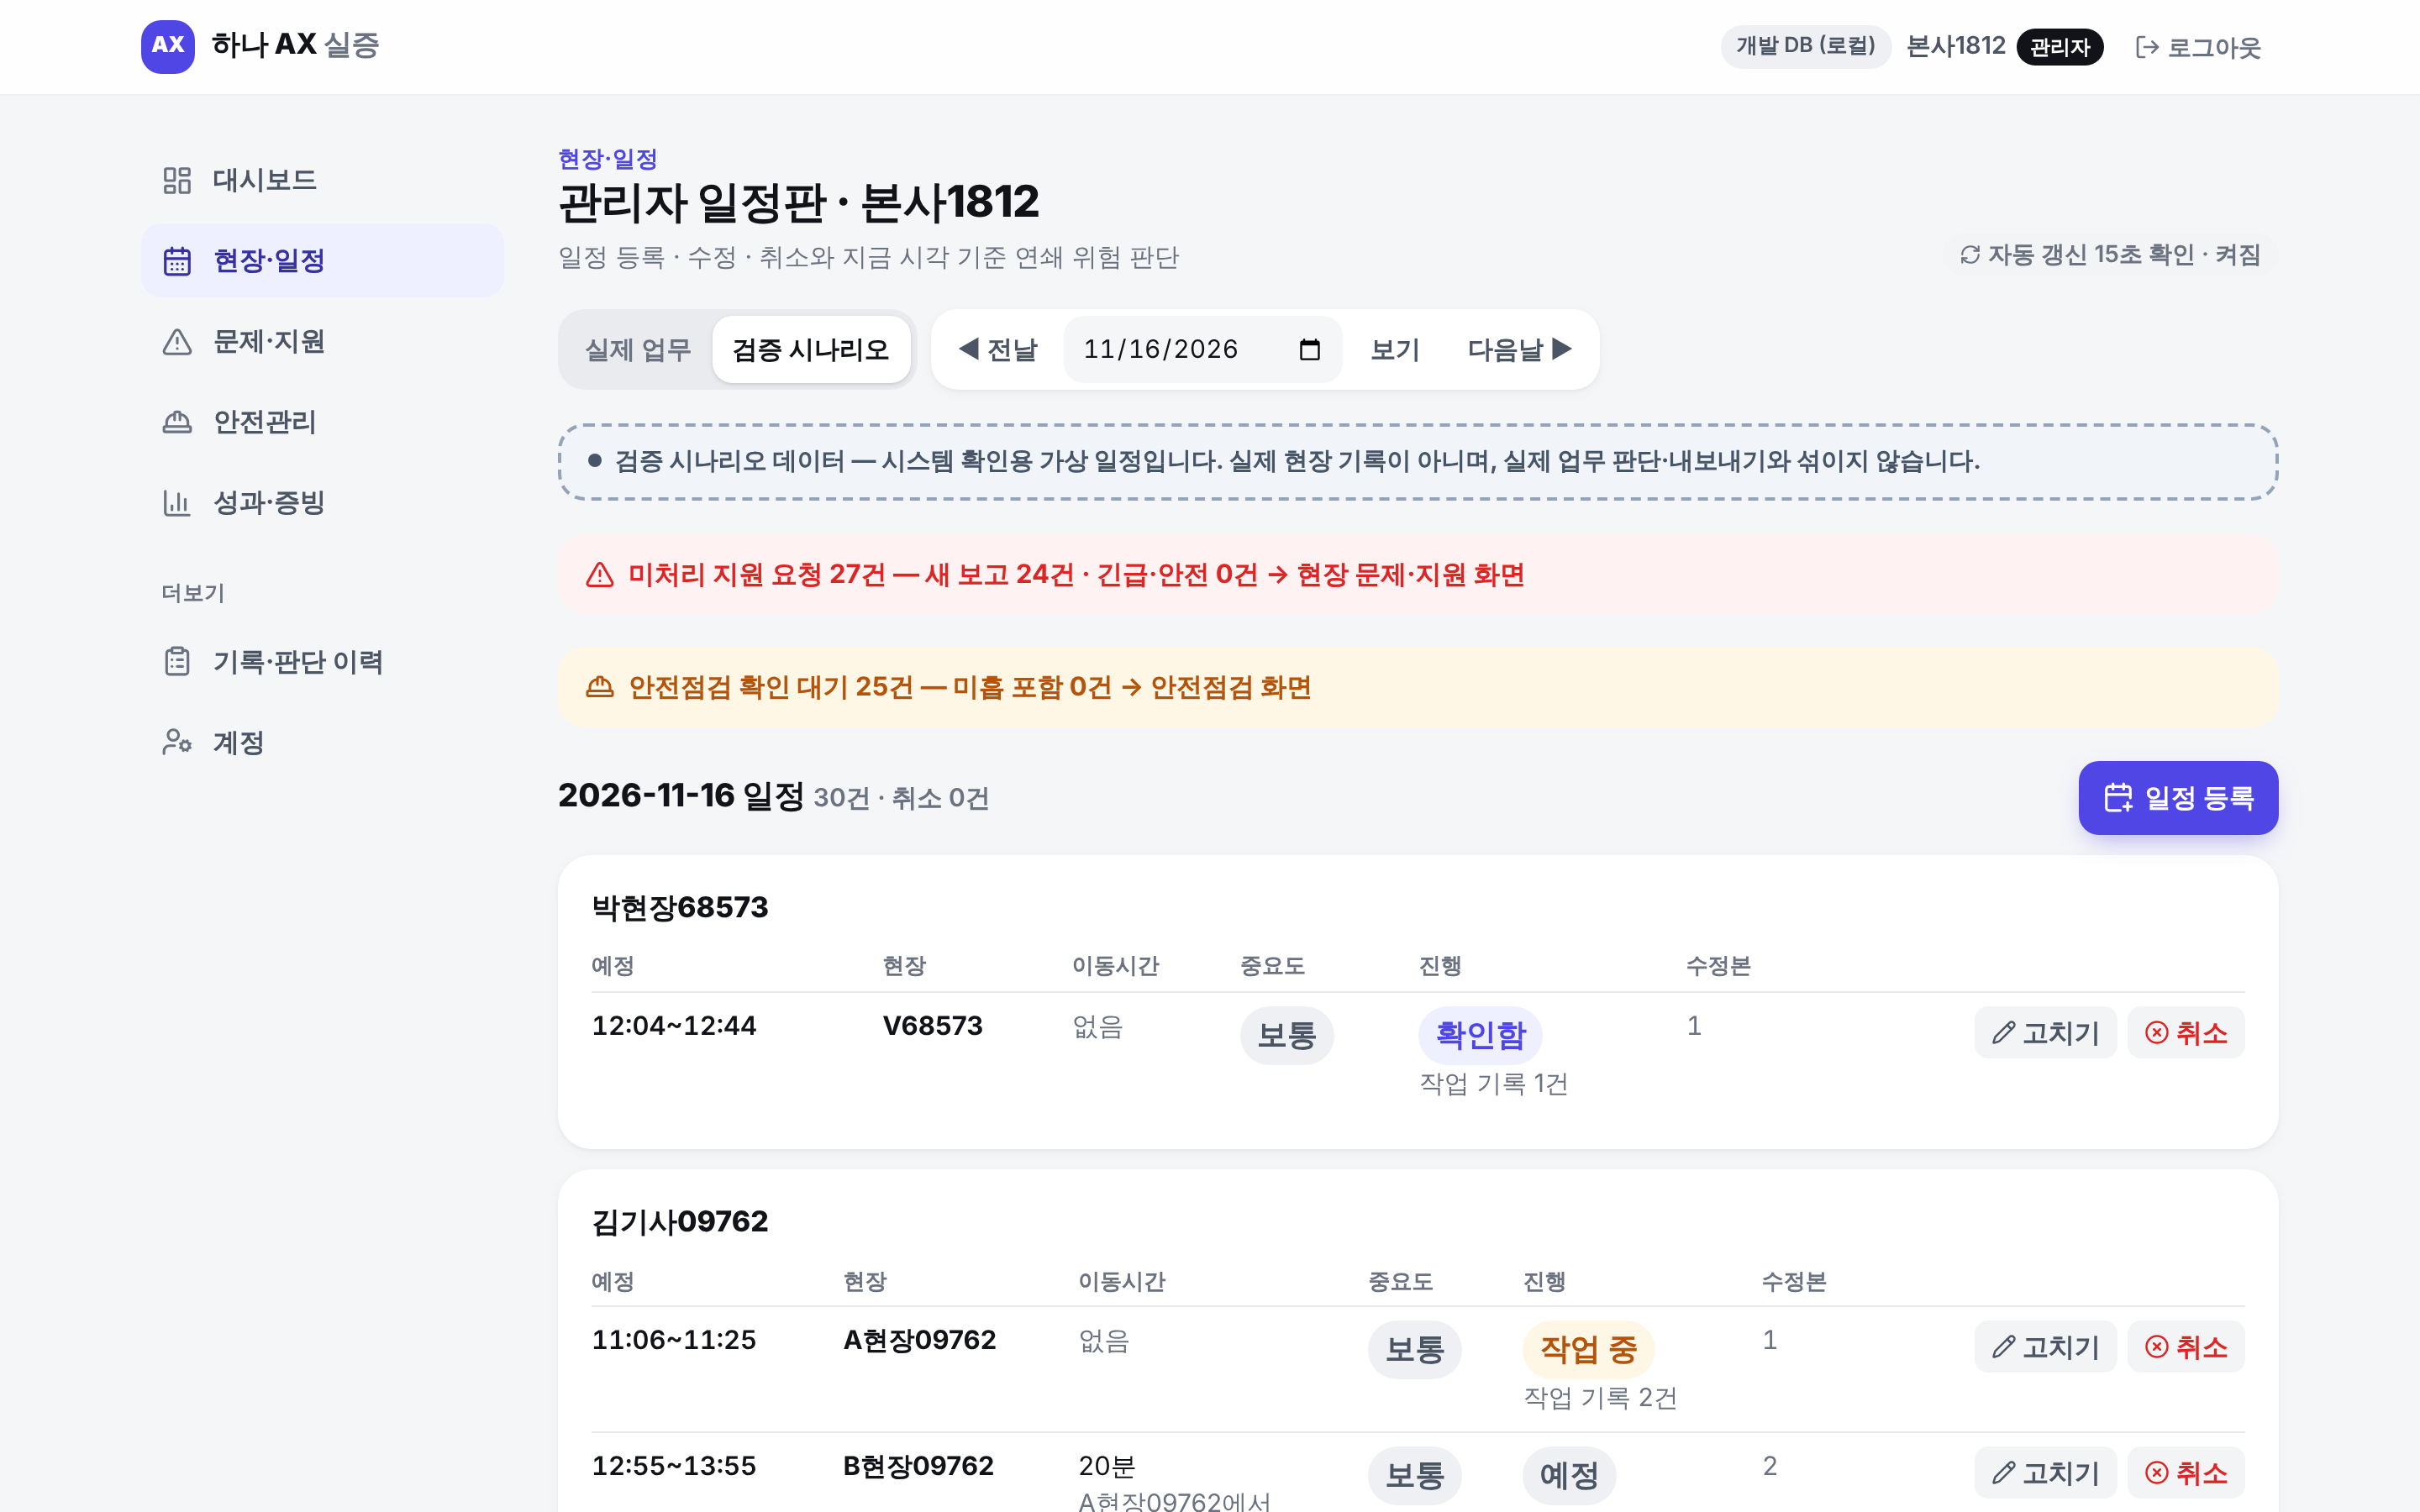 AX 하나 AX 실증
개발 DB (로컬) 본사1812 관리자 로그아웃
대시보드
현장·일정
문제·지원
안전관리
성과·증빙
더보기
기록·판단 이력
계정
현장·일정
관리자 일정판 · 본사1812
일정 등록 · 수정 · 취소와 지금 시각 기준 연쇄 위험 판단
자동 갱신 15초 확인 · 켜짐
실제 업무 검증 시나리오 ◀ 전날 11/16/2026 보기 다음날 ▶
● 검증 시나리오 데이터 — 시스템 확인용 가상 일정입니다. 실제 현장 기록이 아니며, 실제 업무 판단·내보내기와 섞이지 않습니다.
미처리 지원 요청 27건 — 새 보고 24건 · 긴급·안전 0건 → 현장 문제·지원 화면
안전점검 확인 대기 25건 — 미흡 포함 0건 → 안전점검 화면
2026-11-16 일정 30건 · 취소 0건
일정 등록
박현장68573
예정 현장 이동시간 중요도 진행 수정본
12:04~12:44 V68573 없음 보통 확인함 1 고치기 취소
작업 기록 1건
김기사09762
예정 현장 이동시간 중요도 진행 수정본
11:06~11:25 A현장09762 없음 보통 작업 중 1 고치기 취소
작업 기록 2건
12:55~13:55 B현장09762 20분 보통 예정 2 고치기 취소
A현장09762에서